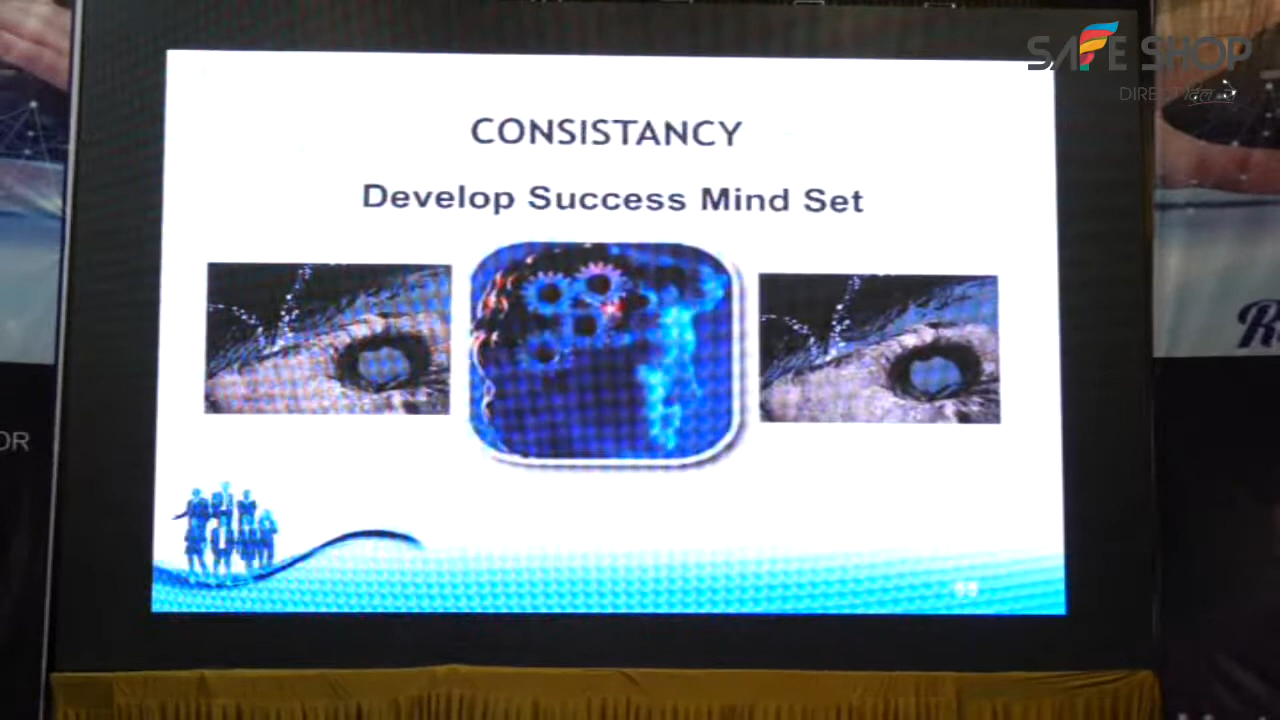 SAFE SHOP
DIRECT दिल से
CONSISTANCY
Develop Success Mind Set
OR